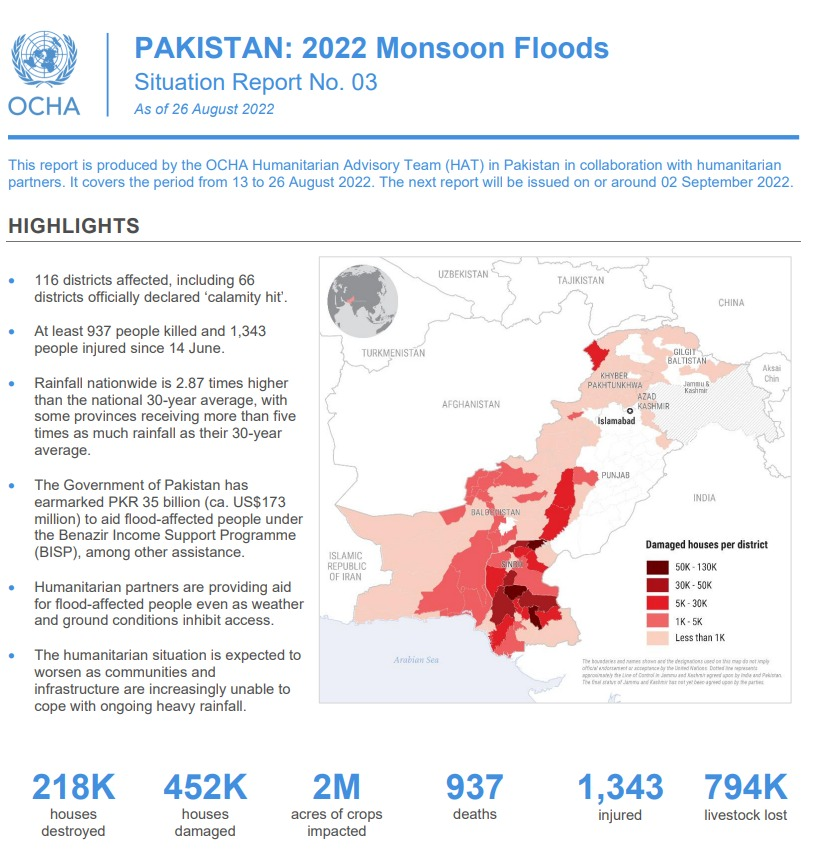 PAKISTAN: 2022 Monsoon Floods
Situation Report No. 03
As of 26 August 2022
OCHA
This report is produced by the OCHA Humanitarian Advisory Team (HAT) in Pakistan in collaboration with humanitarian
partners. It covers the period from 13 to 26 August 2022. The next report will be issued on or around 02 September 2022.
HIGHLIGHTS
• 116 districts affected, including 66
districts officially declared ‘calamity hit’.
• At least 937 people killed and 1,343
people injured since 14 June.
• Rainfall nationwide is 2.87 times higher
than the national 30-year average, with
some provinces receiving more than five
times as much rainfall as their 30-year
average.
• The Government of Pakistan has
earmarked PKR 35 billion (ca. US$173
million) to aid flood-affected people under
the Benazir Income Support Programme
(BISP), among other assistance.
• Humanitarian partners are providing aid
for flood-affected people even as weather
and ground conditions inhibit access.
• The humanitarian situation is expected to
worsen as communities and
infrastructure are increasingly unable to
cope with ongoing heavy rainfall.
UZBEKISTAN
TAJIKISTAN
CHINA
TURKMENISTAN
GILGIT
BALTISTAN
Aksai
Chin
KHYBER
PAKHTUNKHWA
Jammu &
Kashmir
AZAD
KASHMIR
AFGHANISTAN
Islamabad
PUNJAB
INDIA
BALOCHISTAN
ISLAMIC
REPUBLIC
OF IRAN
SINDH
Arabian Sea
Damaged houses per district
50K - 130K
30K - 50K
5K - 30K
1K - 5K
Less than 1K
The boundaries and names shown and the designations used on this map do not imply
official endorsement or acceptance by the United Nations. Dotted line represents
approximately the Line of Control in Jammu and Kashmir agreed upon by India and Pakistan.
The final status of Jammu and Kashmir has not yet been agreed upon by the parties.
218K
houses
destroyed
452K
houses
damaged
2M
acres of crops
impacted
937
deaths
1,343
injured
794K
livestock lost